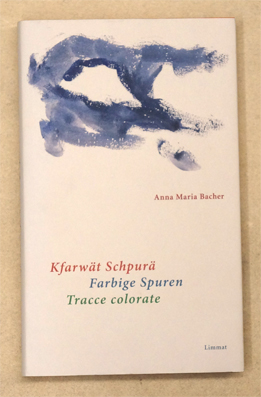 Anna Maria Bacher
Kfarwät Schpurä
Farbige Spuren
Tracce colorate
Limmat